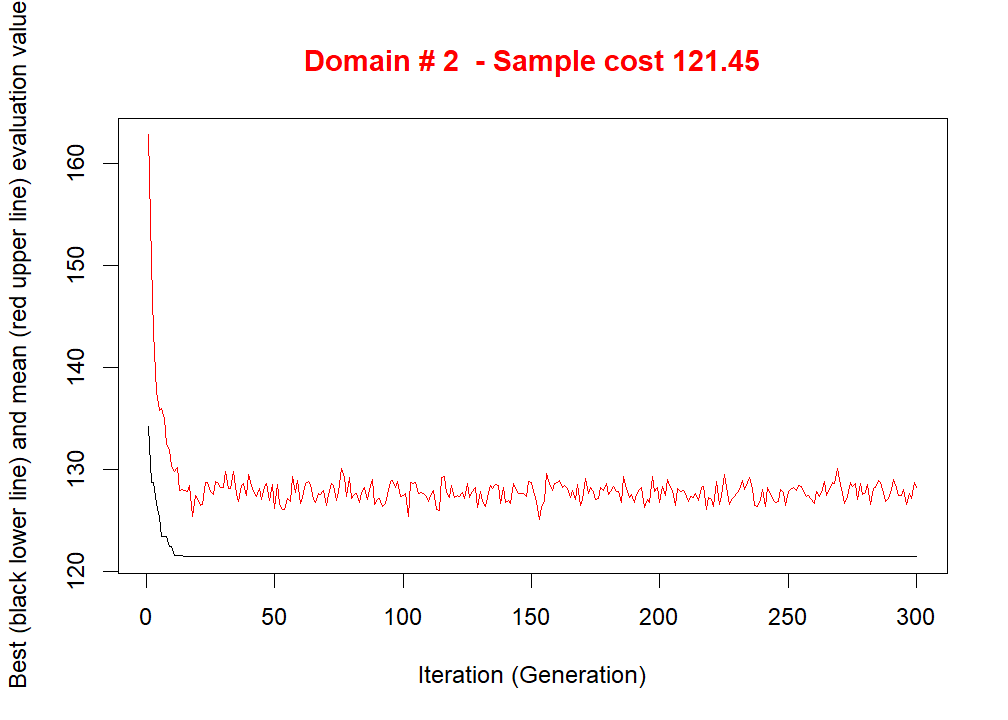 Domain # 2  - Sample cost 121.45
Best (black lower line) and mean (red upper line) evaluation value
160
150
140
130
120
0 50 100 150 200 250 300
Iteration (Generation)